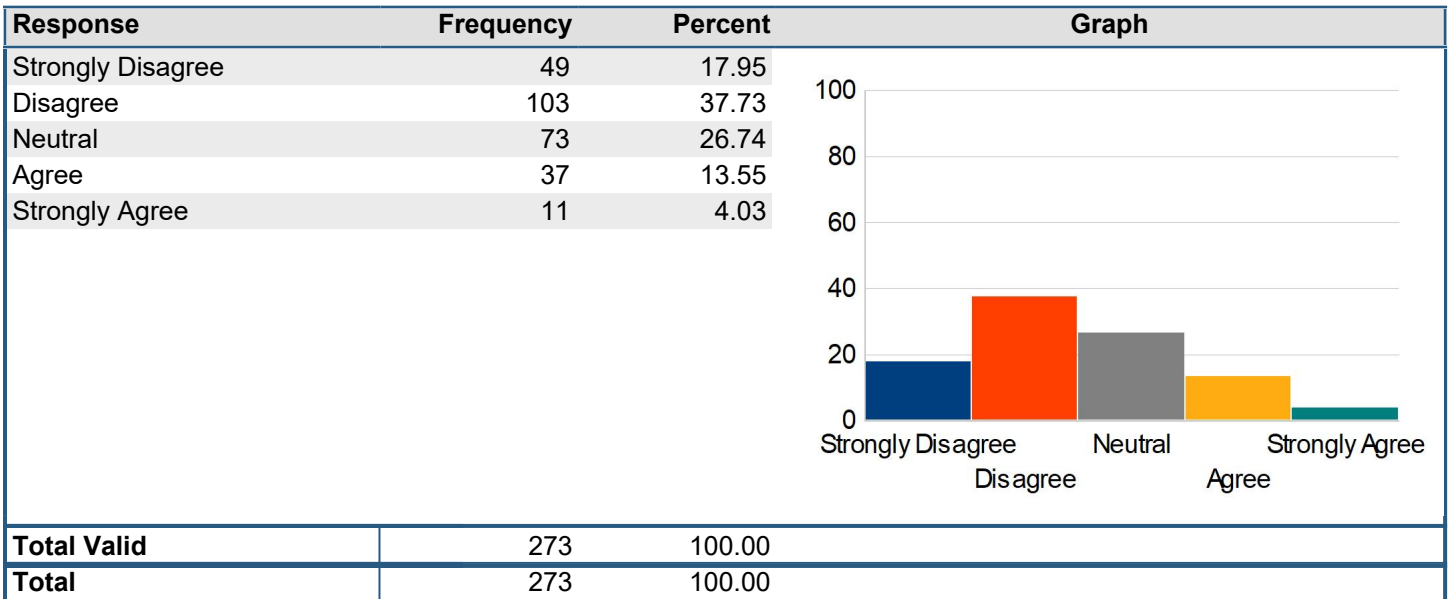 Response Frequency Percent Graph
Strongly Disagree 49 17.95
Disagree 103 37.73
Neutral 73 26.74
Agree 37 13.55
Strongly Agree 11 4.03
100
80
60
40
20
0
Strongly Disagree Neutral Strongly Agree
Disagree Agree
Total Valid 273 100.00
Total 273 100.00